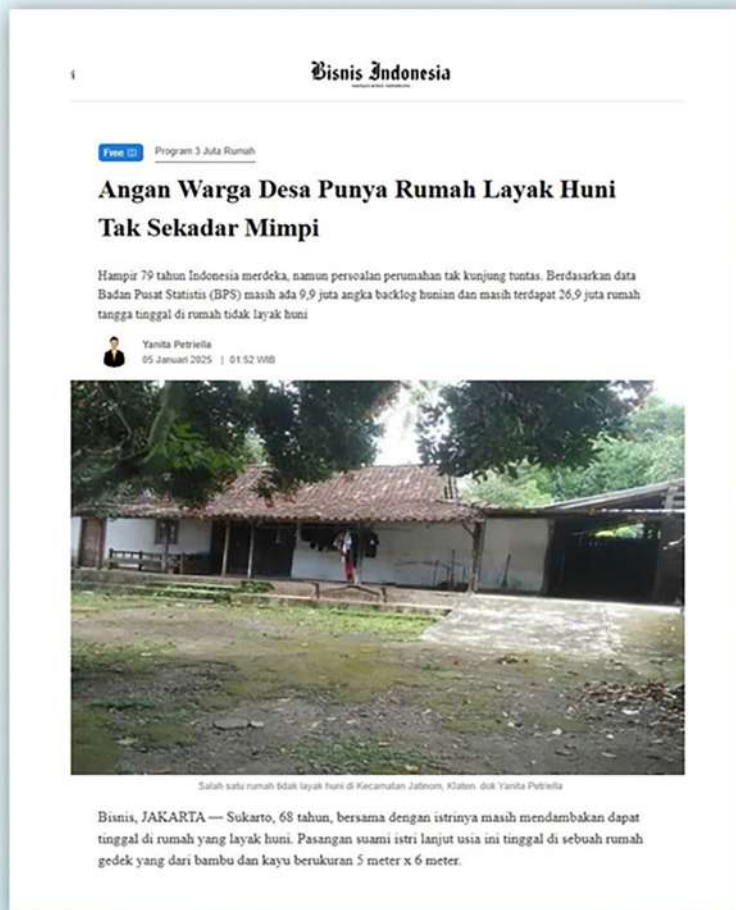 Bisnis Indonesia
Free
Program 3 Juta Rumah
Angan Warga Desa Punya Rumah Layak Huni
Tak Sekadar Mimpi
Hampir 79 tahun Indonesia merdeka, namun persoalan perumahan tak kunjung tuntas. Berdasarkan data
Badan Pusat Statistis (BPS) masih ada 9,9 juta angka backlog hunian dan masih terdapat 26,9 juta rumah
tangga tinggal di rumah tidak layak huni
Yanita Petriella
05 Januari 2025 | 01:52 WIB
Salah satu rumah tidak layak huni di Kecamatan Jatinom, Klaten. dok Yanita Petriella
Bisnis, JAKARTA — Sukarto, 68 tahun, bersama dengan istrinya masih mendambakan dapat
tinggal di rumah yang layak huni. Pasangan suami istri lanjut usia ini tinggal di sebuah rumah
gedek yang dari bambu dan kayu berukuran 5 meter x 6 meter.